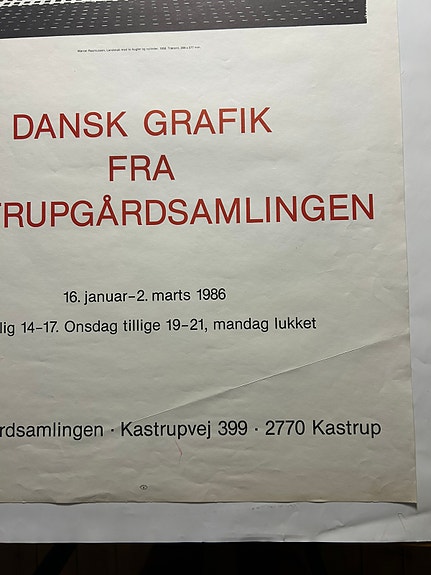 DANSK GRAFIK
FRA
TRUPGÅRDSAMLINGEN
16. januar–2. marts 1986
lig 14–17. Onsdag tillige 19–21, mandag lukket
rdsamlingen · Kastrupvej 399 · 2770 Kastrup